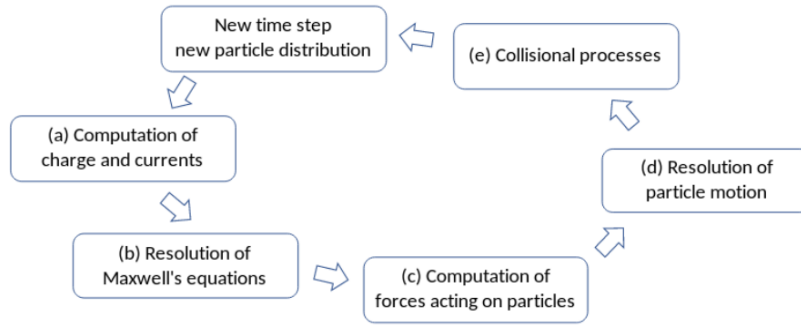 New time step
new particle distribution
(e) Collisional processes
(a) Computation of
charge and currents
(d) Resolution of
particle motion
(b) Resolution of
Maxwell's equations
(c) Computation of
forces acting on particles